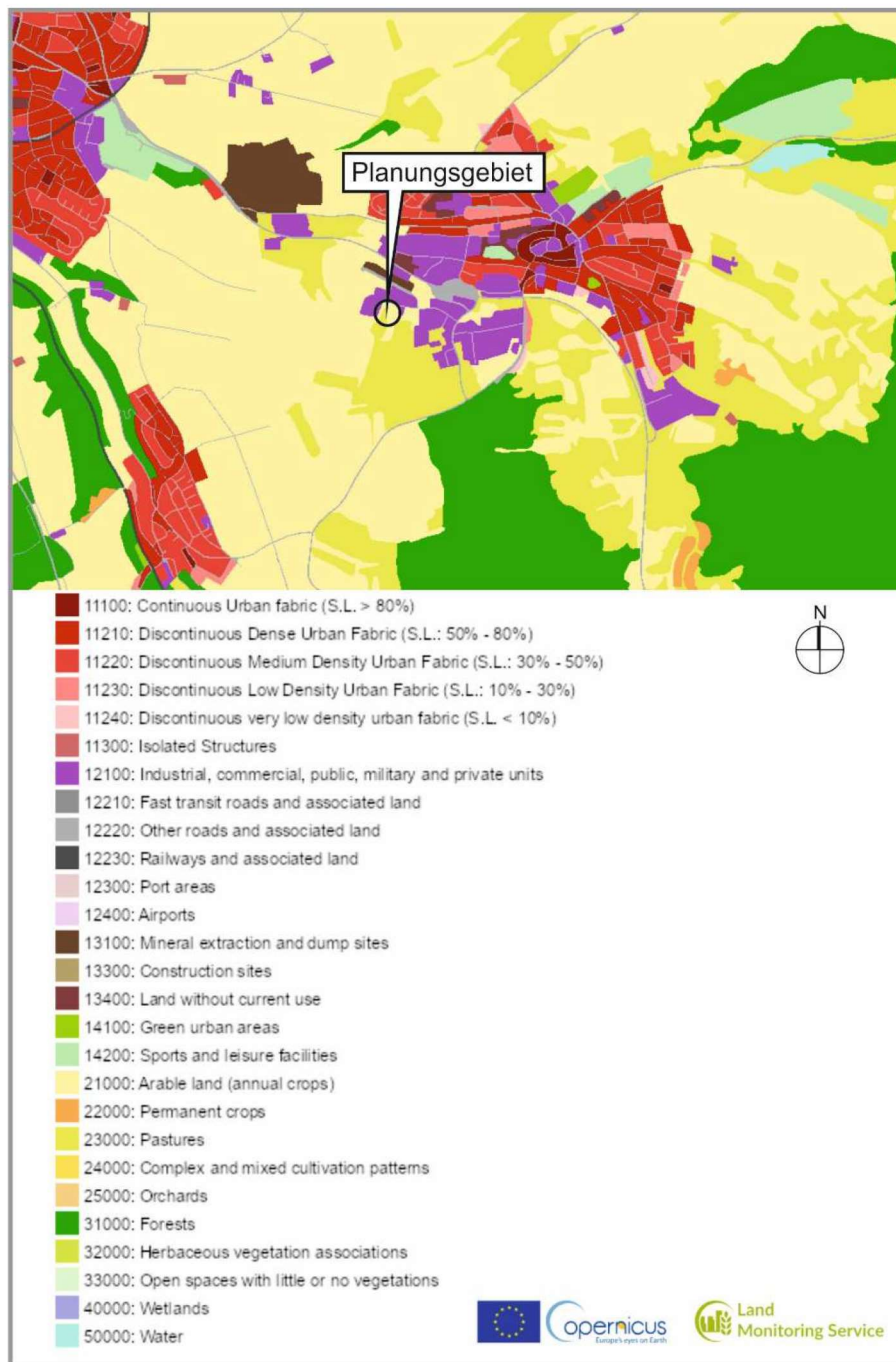 Planungsgebiet
11100: Continuous Urban fabric (S.L. > 80%)
11210: Discontinuous Dense Urban Fabric (S.L.: 50% - 80%)
11220: Discontinuous Medium Density Urban Fabric (S.L.: 30% - 50%)
11230: Discontinuous Low Density Urban Fabric (S.L.: 10% - 30%)
11240: Discontinuous very low density urban fabric (S.L. < 10%)
11300: Isolated Structures
12100: Industrial, commercial, public, military and private units
12210: Fast transit roads and associated land
12220: Other roads and associated land
12230: Railways and associated land
12300: Port areas
12400: Airports
13100: Mineral extraction and dump sites
13300: Construction sites
13400: Land without current use
14100: Green urban areas
14200: Sports and leisure facilities
21000: Arable land (annual crops)
22000: Permanent crops
23000: Pastures
24000: Complex and mixed cultivation patterns
25000: Orchards
31000: Forests
32000: Herbaceous vegetation associations
33000: Open spaces with little or no vegetations
40000: Wetlands
50000: Water
N
opernicus
Europe's eyes on Earth
Land
Monitoring Service